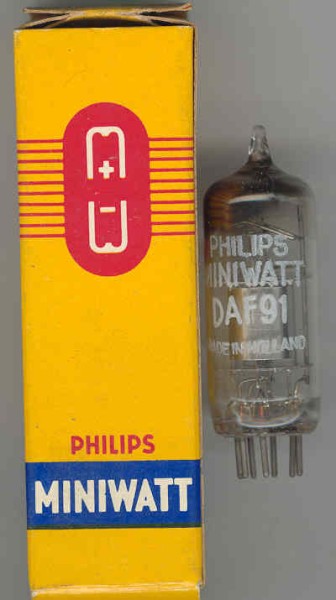 M
+
-
W
PHILIPS
MINIWATT
PHILIPS
MINIWATT
DAF91
MADE IN HOLLAND